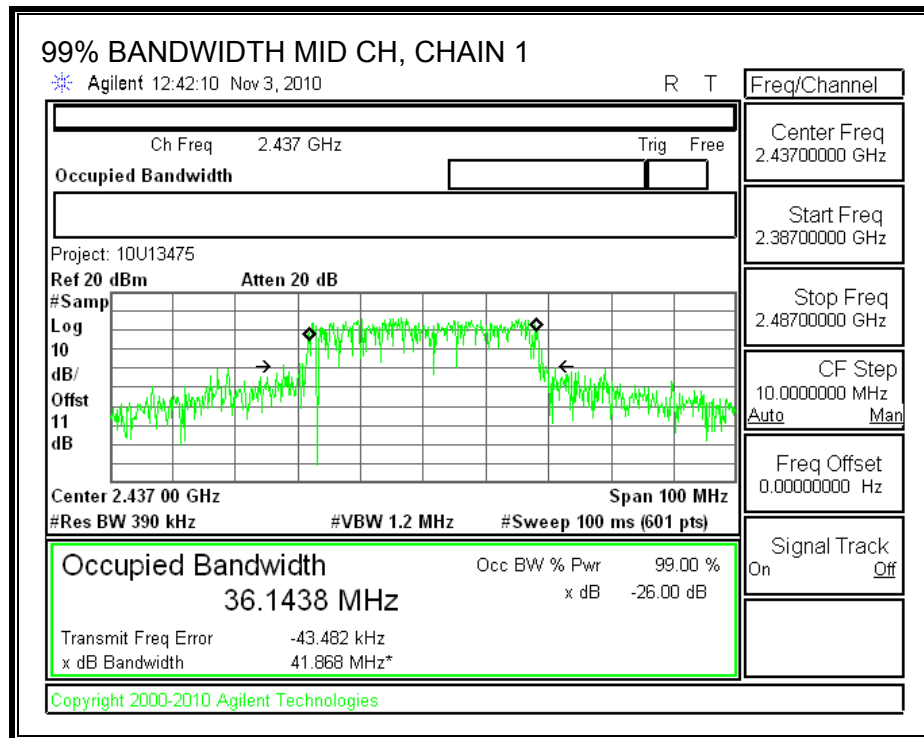 99% BANDWIDTH MID CH, CHAIN 1
Agilent 12:42:10 Nov 3, 2010 R T
Freq/Channel
Ch Freq 2.437 GHz Trig Free
Occupied Bandwidth
Center Freq
2.43700000 GHz
Start Freq
2.38700000 GHz
Stop Freq
2.48700000 GHz
CF Step
10.0000000 MHz
Auto Man
Freq Offset
0.00000000 Hz
Signal Track
On Off
Project: 10U13475
Ref 20 dBm Atten 20 dB
#Samp
Log
10
dB/
Offst
11
dB
Center 2.437 00 GHz Span 100 MHz
#Res BW 390 kHz #VBW 1.2 MHz #Sweep 100 ms (601 pts)
Occupied Bandwidth Occ BW % Pwr 99.00 %
36.1438 MHz x dB -26.00 dB
Transmit Freq Error -43.482 kHz
x dB Bandwidth 41.868 MHz*
Copyright 2000-2010 Agilent Technologies